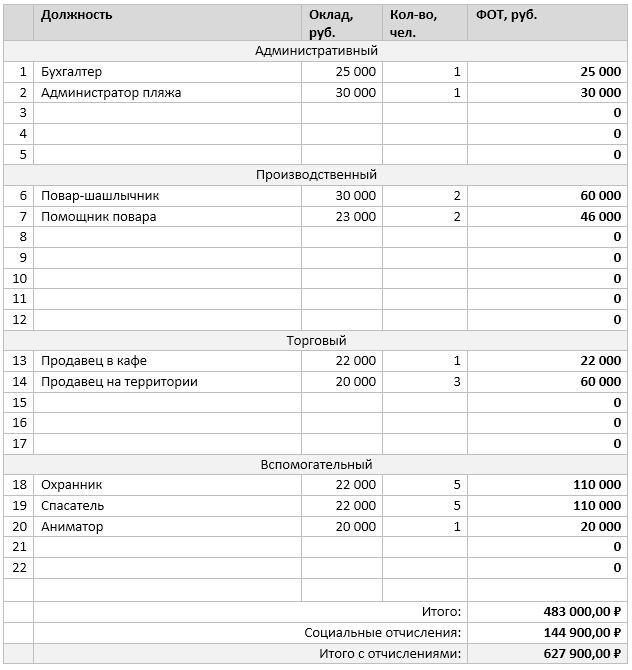 Должность Оклад, руб. Кол-во, чел. ФОТ, руб.
Административный
1 Бухгалтер 25 000 1 25 000
2 Администратор пляжа 30 000 1 30 000
3 0
4 0
5 0
Производственный
6 Повар-шашлычник 30 000 2 60 000
7 Помощник повара 23 000 2 46 000
8 0
9 0
10 0
11 0
12 0
Торговый
13 Продавец в кафе 22 000 1 22 000
14 Продавец на территории 20 000 3 60 000
15 0
16 0
17 0
Вспомогательный
18 Охранник 22 000 5 110 000
19 Спасатель 22 000 5 110 000
20 Аниматор 20 000 1 20 000
21 0
22 0
Итого: 483 000,00 ₽
Социальные отчисления: 144 900,00 ₽
Итого с отчислениями: 627 900,00 ₽